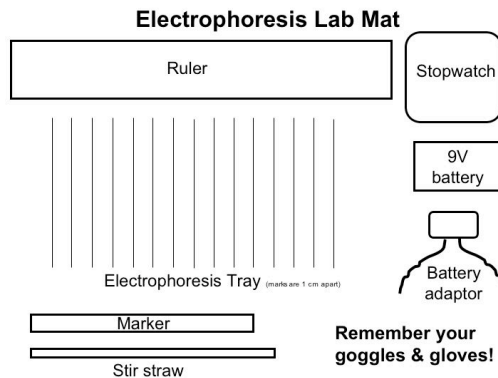 Electrophoresis Lab Mat
Ruler
Stopwatch
9V
battery
Electrophoresis Tray (marks are 1 cm apart)
Battery
adaptor
Marker
Stir straw
Remember your
goggles & gloves!